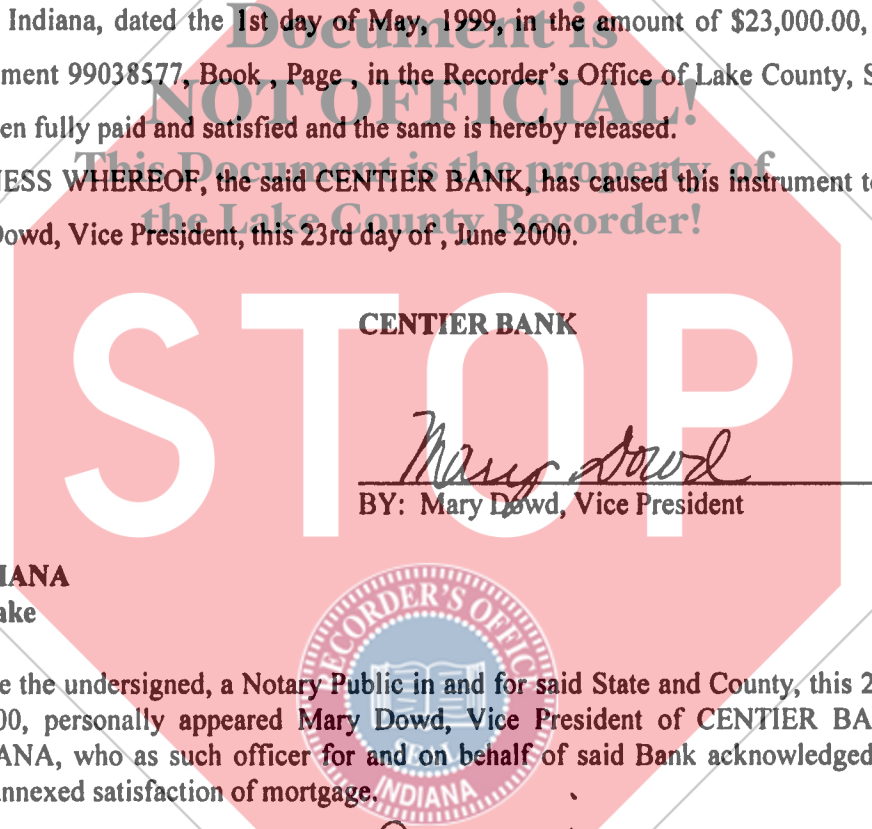 Indiana, dated the 1st day of May, 1999, in the amount of $23,000.00,
Document is
ment 99038577, Book , Page , in the Recorder's Office of Lake County, S
NOT OFFICIAL!
en fully paid and satisfied and the same is hereby released.
This Document is the property of
NESS WHEREOF, the said CENTIER BANK, has caused this instrument t
the Lake County Recorder!
Dowd, Vice President, this 23rd day of , June 2000.
STOP
CENTIER BANK
Mary Dowd
BY: Mary Dowd, Vice President
IANA
ake
RECORDER'S OFFIC
e the undersigned, a Notary Public in and for said State and County, this 2
00, personally appeared Mary Dowd, Vice President of CENTIER BA
ANA, who as such officer for and on behalf of said Bank acknowledged
nnexed satisfaction of mortgage.
INDIANA